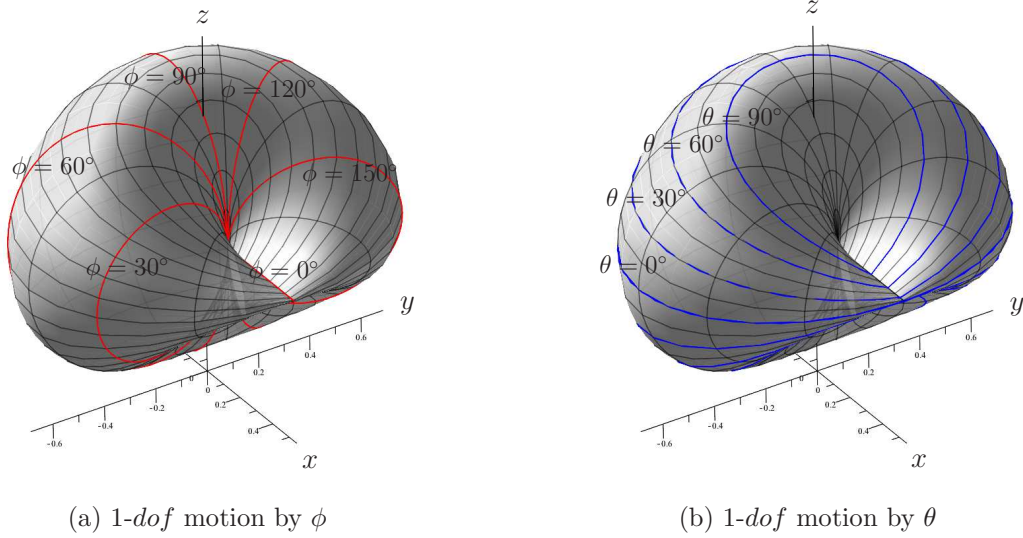 z
ϕ = 90°
ϕ = 120°
ϕ = 60°
ϕ = 150°
ϕ = 30°
ϕ = 0°
y
0.6
0.4
0.2
0
0
-0.2
0.2
-0.4
0.4
-0.6
x
(a) 1-dof motion by ϕ
z
θ = 90°
θ = 60°
θ = 30°
θ = 0°
y
0.6
0.4
0.2
0
0
-0.2
0.2
-0.4
0.4
-0.6
x
(b) 1-dof motion by θ